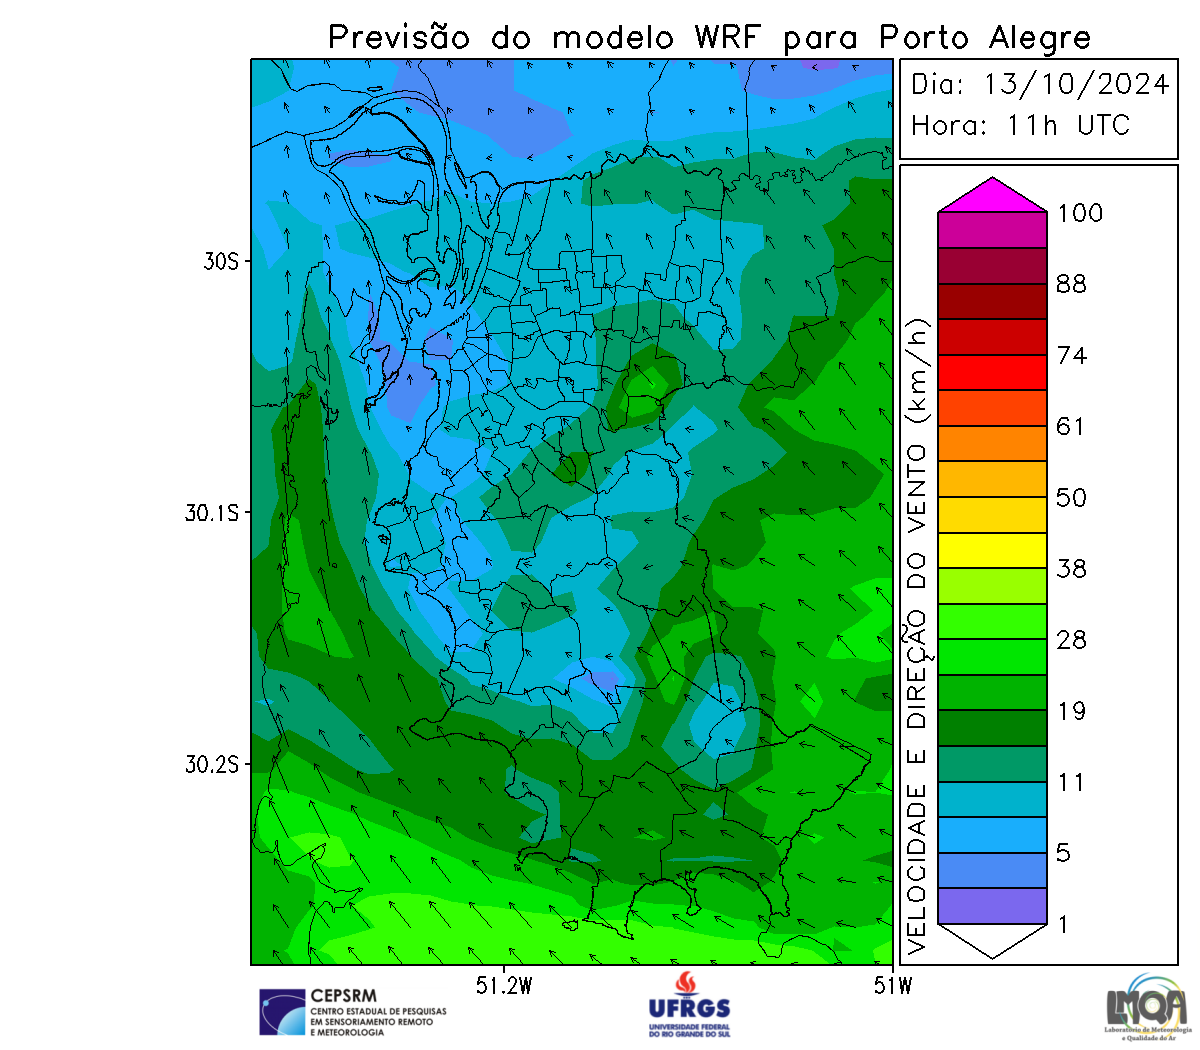 Previsão do modelo WRF para Porto Alegre
Dia: 13/10/2024
Hora: 11h UTC
30S
30.1S
30.2S
51.2W
51W
VELOCIDADE E DIREÇÃO DO VENTO (km/h)
100
88
74
61
50
38
28
19
11
5
1
CEPSRM
CENTRO ESTADUAL DE PESQUISAS
EM SENSORIAMENTO REMOTO
E METEOROLOGIA
UFRGS
UNIVERSIDADE FEDERAL
DO RIO GRANDE DO SUL
LMQA
Laboratório de Meteorologia
e Qualidade do Ar